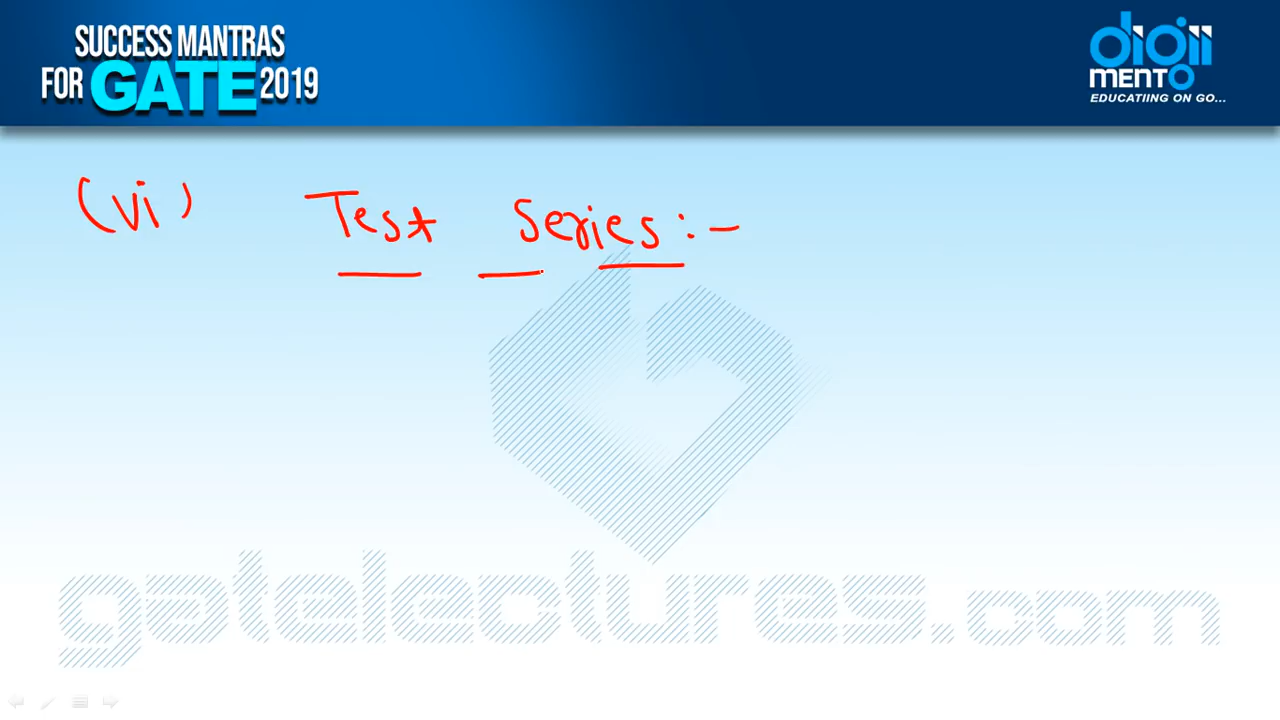 SUCCESS MANTRAS
FOR GATE 2019
digii
MENTO
EDUCATIING ON GO...
(vi) Test Series:-
gatelectures.com